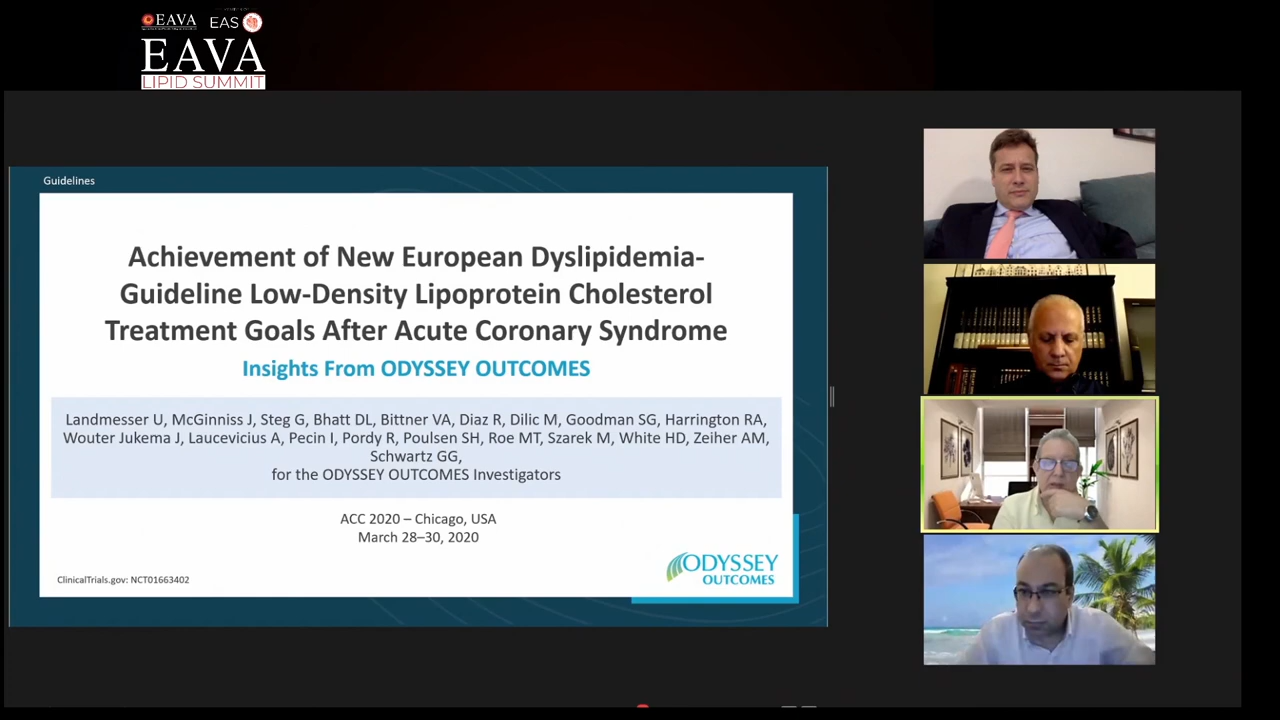 EAVA
EAS
EAVA
LIPID SUMMIT
Guidelines
Achievement of New European Dyslipidemia-
Guideline Low-Density Lipoprotein Cholesterol
Treatment Goals After Acute Coronary Syndrome
Insights From ODYSSEY OUTCOMES
Landmesser U, McGinniss J, Steg G, Bhatt DL, Bittner VA, Diaz R, Dilic M, Goodman SG, Harrington RA,
Wouter Jukema J, Laucevicius A, Pecin I, Pordy R, Poulsen SH, Roe MT, Szarek M, White HD, Zeiher AM,
Schwartz GG,
for the ODYSSEY OUTCOMES Investigators
ACC 2020 – Chicago, USA
March 28–30, 2020
ClinicalTrials.gov: NCT01663402
ODYSSEY
OUTCOMES